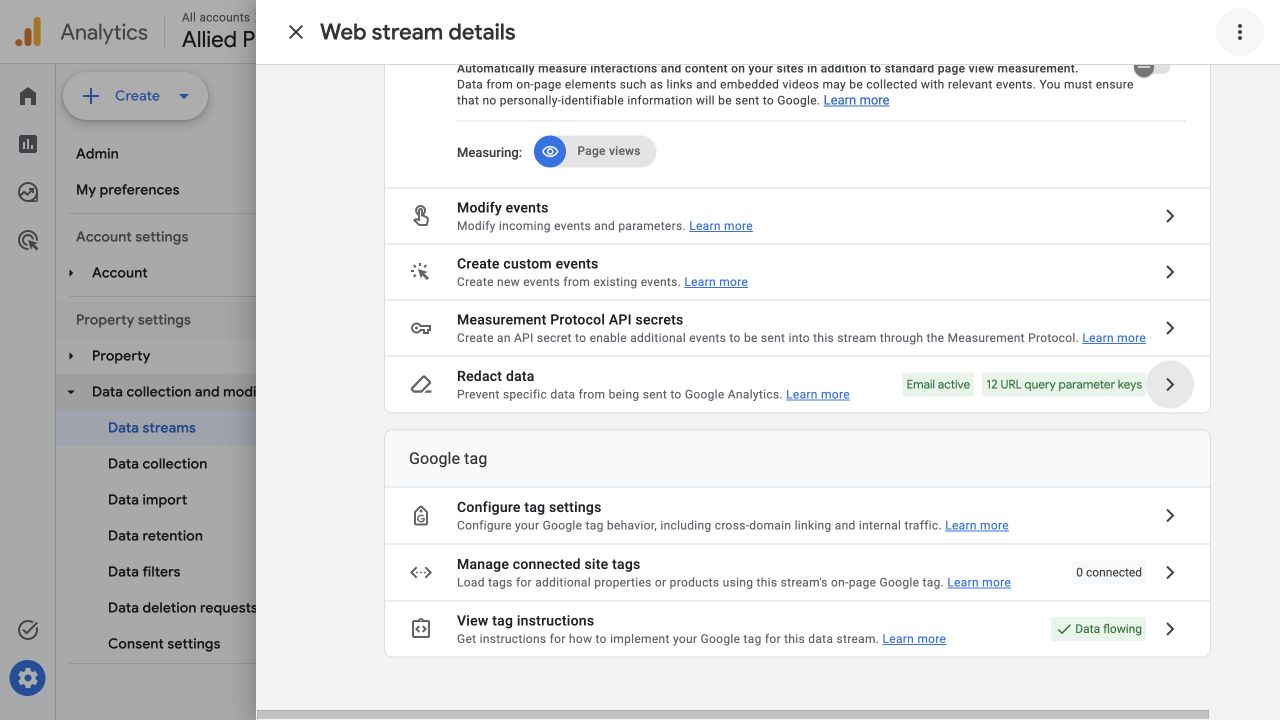 All accounts
Analytics
Allied P
Web stream details
Create
Admin
My preferences
Account settings
Account
Property settings
Property
Data collection and modi
Data streams
Data collection
Data import
Data retention
Data filters
Data deletion requests
Consent settings
Automatically measure interactions and content on your sites in addition to standard page view measurement.
Data from on-page elements such as links and embedded videos may be collected with relevant events. You must ensure
that no personally-identifiable information will be sent to Google. Learn more
Measuring: Page views
Modify events
Modify incoming events and parameters. Learn more
Create custom events
Create new events from existing events. Learn more
Measurement Protocol API secrets
Create an API secret to enable additional events to be sent into this stream through the Measurement Protocol. Learn more
Redact data
Prevent specific data from being sent to Google Analytics. Learn more
Email active 12 URL query parameter keys
Google tag
Configure tag settings
Configure your Google tag behavior, including cross-domain linking and internal traffic. Learn more
Manage connected site tags
Load tags for additional properties or products using this stream's on-page Google tag. Learn more
0 connected
View tag instructions
Get instructions for how to implement your Google tag for this data stream. Learn more
Data flowing